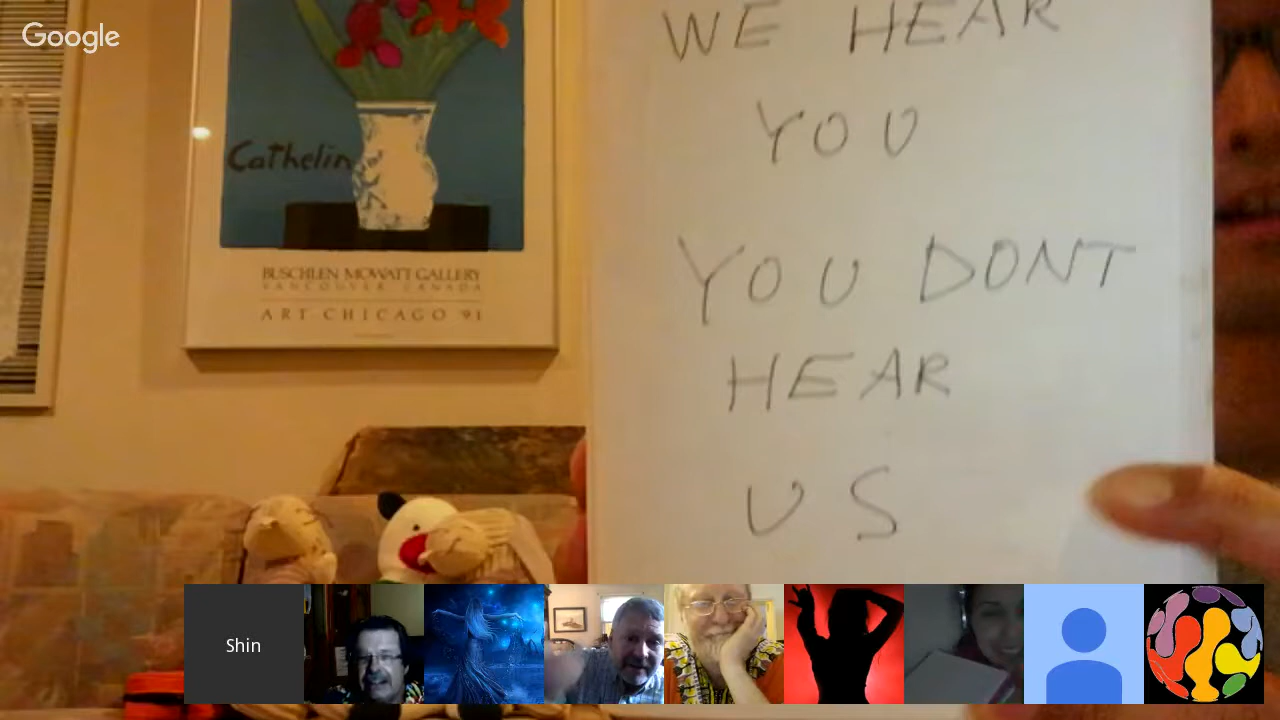 Google
WE HEAR
YOU
YOU DONT
HEAR
US
Cathelin
BUSCHLEN MOWATT GALLERY
VANCOUVER CANADA
ART CHICAGO '91
Shin